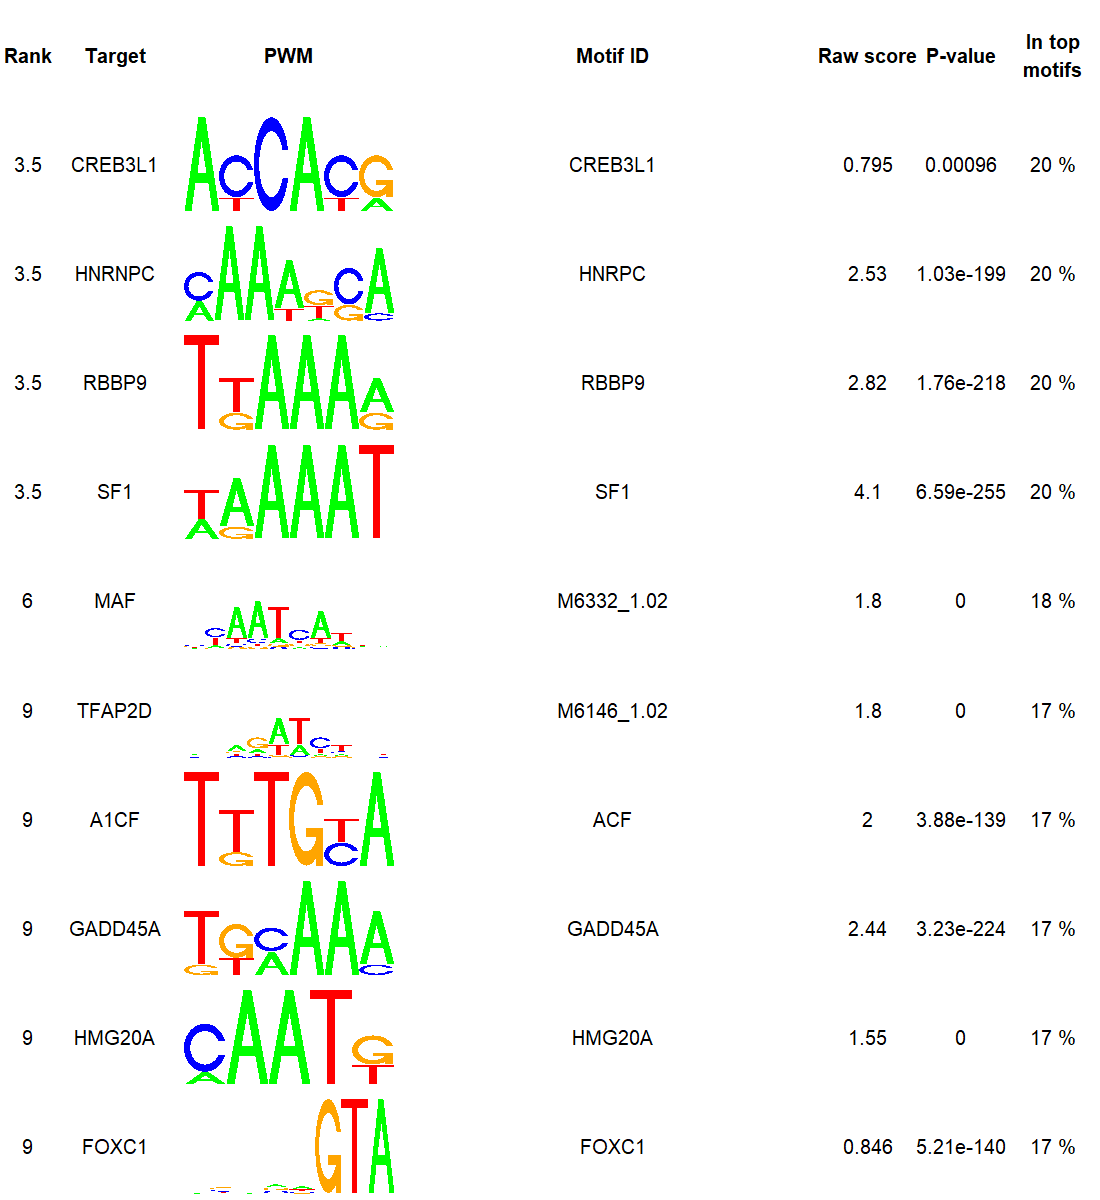 Rank Target PWM Motif ID Raw score P-value In top motifs
3.5 CREB3L1 CREB3L1 0.795 0.00096 20 %
3.5 HNRNPC HNRPC 2.53 1.03e-199 20 %
3.5 RBBP9 RBBP9 2.82 1.76e-218 20 %
3.5 SF1 SF1 4.1 6.59e-255 20 %
6 MAF M6332_1.02 1.8 0 18 %
9 TFAP2D M6146_1.02 1.8 0 17 %
9 A1CF ACF 2 3.88e-139 17 %
9 GADD45A GADD45A 2.44 3.23e-224 17 %
9 HMG20A HMG20A 1.55 0 17 %
9 FOXC1 FOXC1 0.846 5.21e-140 17 %